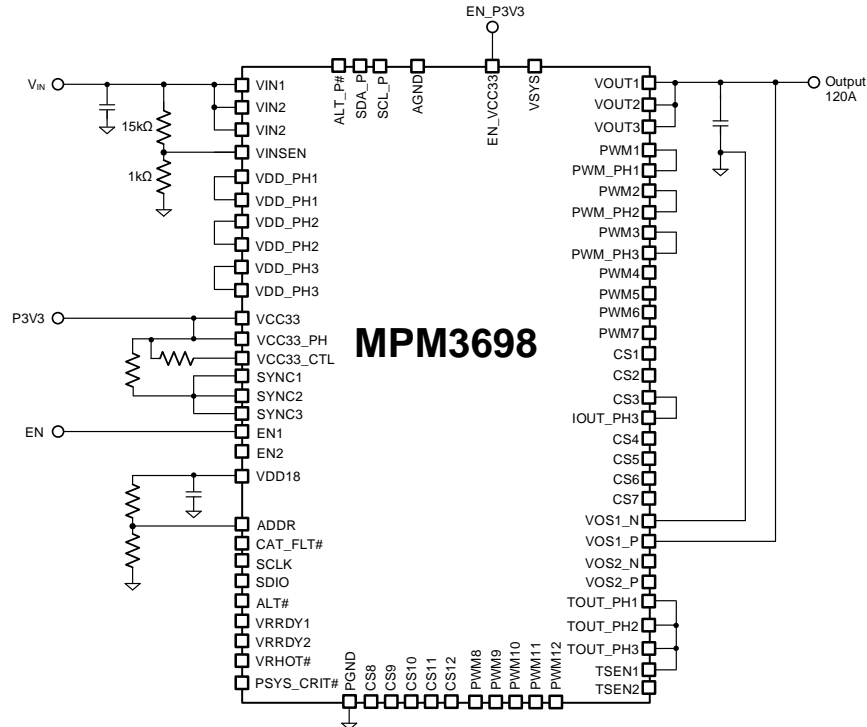 EN_P3V3
ALT_P#
SDA_P
SCL_P
AGND
EN_VCC33
VSYS
VIN
15kΩ
1kΩ
P3V3
EN
VIN1
VIN2
VIN2
VINSEN
VDD_PH1
VDD_PH1
VDD_PH2
VDD_PH2
VDD_PH3
VDD_PH3
VCC33
VCC33_PH
VCC33_CTL
SYNC1
SYNC2
SYNC3
EN1
EN2
VDD18
ADDR
CAT_FLT#
SCLK
SDIO
ALT#
VRRDY1
VRRDY2
VRHOT#
PSYS_CRIT#
MPM3698
VOUT1
VOUT2
VOUT3
PWM1
PWM_PH1
PWM2
PWM_PH2
PWM3
PWM_PH3
PWM4
PWM5
PWM6
PWM7
CS1
CS2
CS3
IOUT_PH3
CS4
CS5
CS6
CS7
VOS1_N
VOS1_P
VOS2_N
VOS2_P
TOUT_PH1
TOUT_PH2
TOUT_PH3
TSEN1
TSEN2
Output
120A
PGND
CS8
CS9
CS10
CS11
CS12
PWM8
PWM9
PWM10
PWM11
PWM12